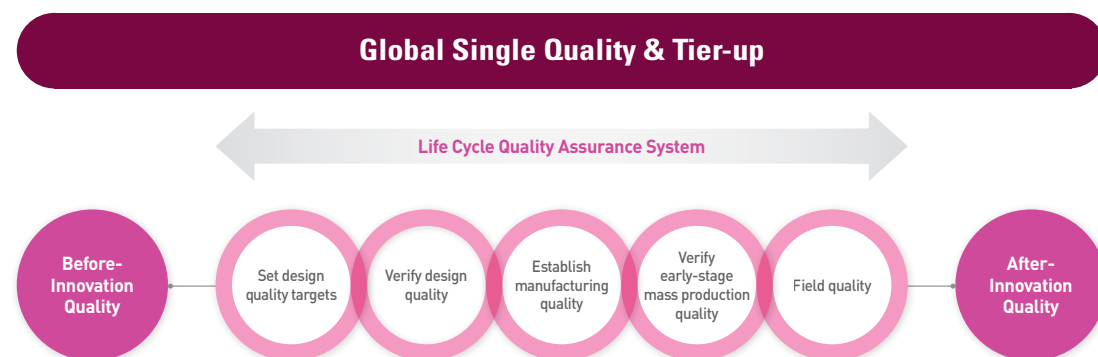 Global Single Quality & Tier-up
Life Cycle Quality Assurance System
Before-
Innovation
Quality
Set design
quality targets
Verify design
quality
Establish
manufacturing
quality
Verify
early-stage
mass production
quality
Field quality
After-
Innovation
Quality